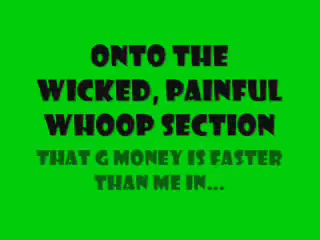 ONTO THE
WICKED, PAINFUL
WHOOP SECTION
THAT G MONEY IS FASTER
THAN ME IN...